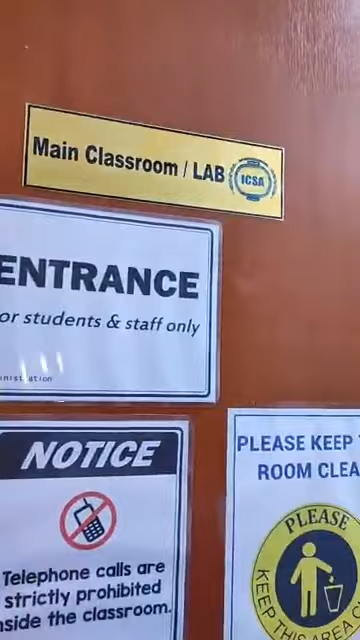 Main Classroom / LAB
ICSA
ENTRANCE
or students & staff only
NOTICE
Telephone calls are
strictly prohibited
nside the classroom.
PLEASE KEEP
ROOM CLEA
PLEASE
KEEP THIS AREA